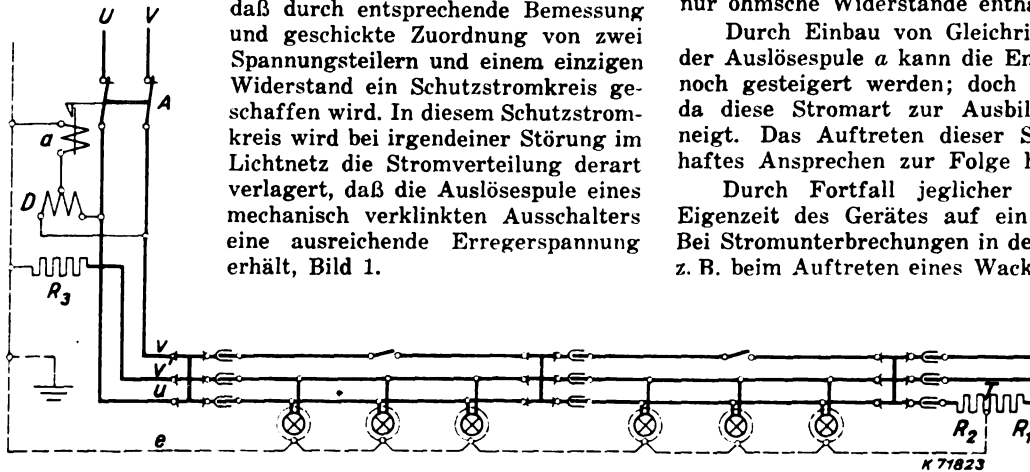 daß durch entsprechende Bemessung
und geschickte Zuordnung von zwei
Spannungsteilern und einem einzigen
Widerstand ein Schutzstromkreis ge-
schaffen wird. In diesem Schutzstrom-
kreis wird bei irgendeiner Störung im
Lichtnetz die Stromverteilung derart
verlagert, daß die Auslösespule eines
mechanisch verklinkten Ausschalters
eine ausreichende Erregerspannung
erhält, Bild 1.
nur ohmsche Widerstände entha
Durch Einbau von Gleichri
der Auslösespule a kann die En
noch gesteigert werden; doch
da diese Stromart zur Ausbil
neigt. Das Auftreten dieser S
haftes Ansprechen zur Folge h
Durch Fortfall jeglicher
Eigenzeit des Gerätes auf ein
Bei Stromunterbrechungen in de
z. B. beim Auftreten eines Wack
U V
A
a
D
R3
V
V'
u
e
T
R2 R1
K 71823